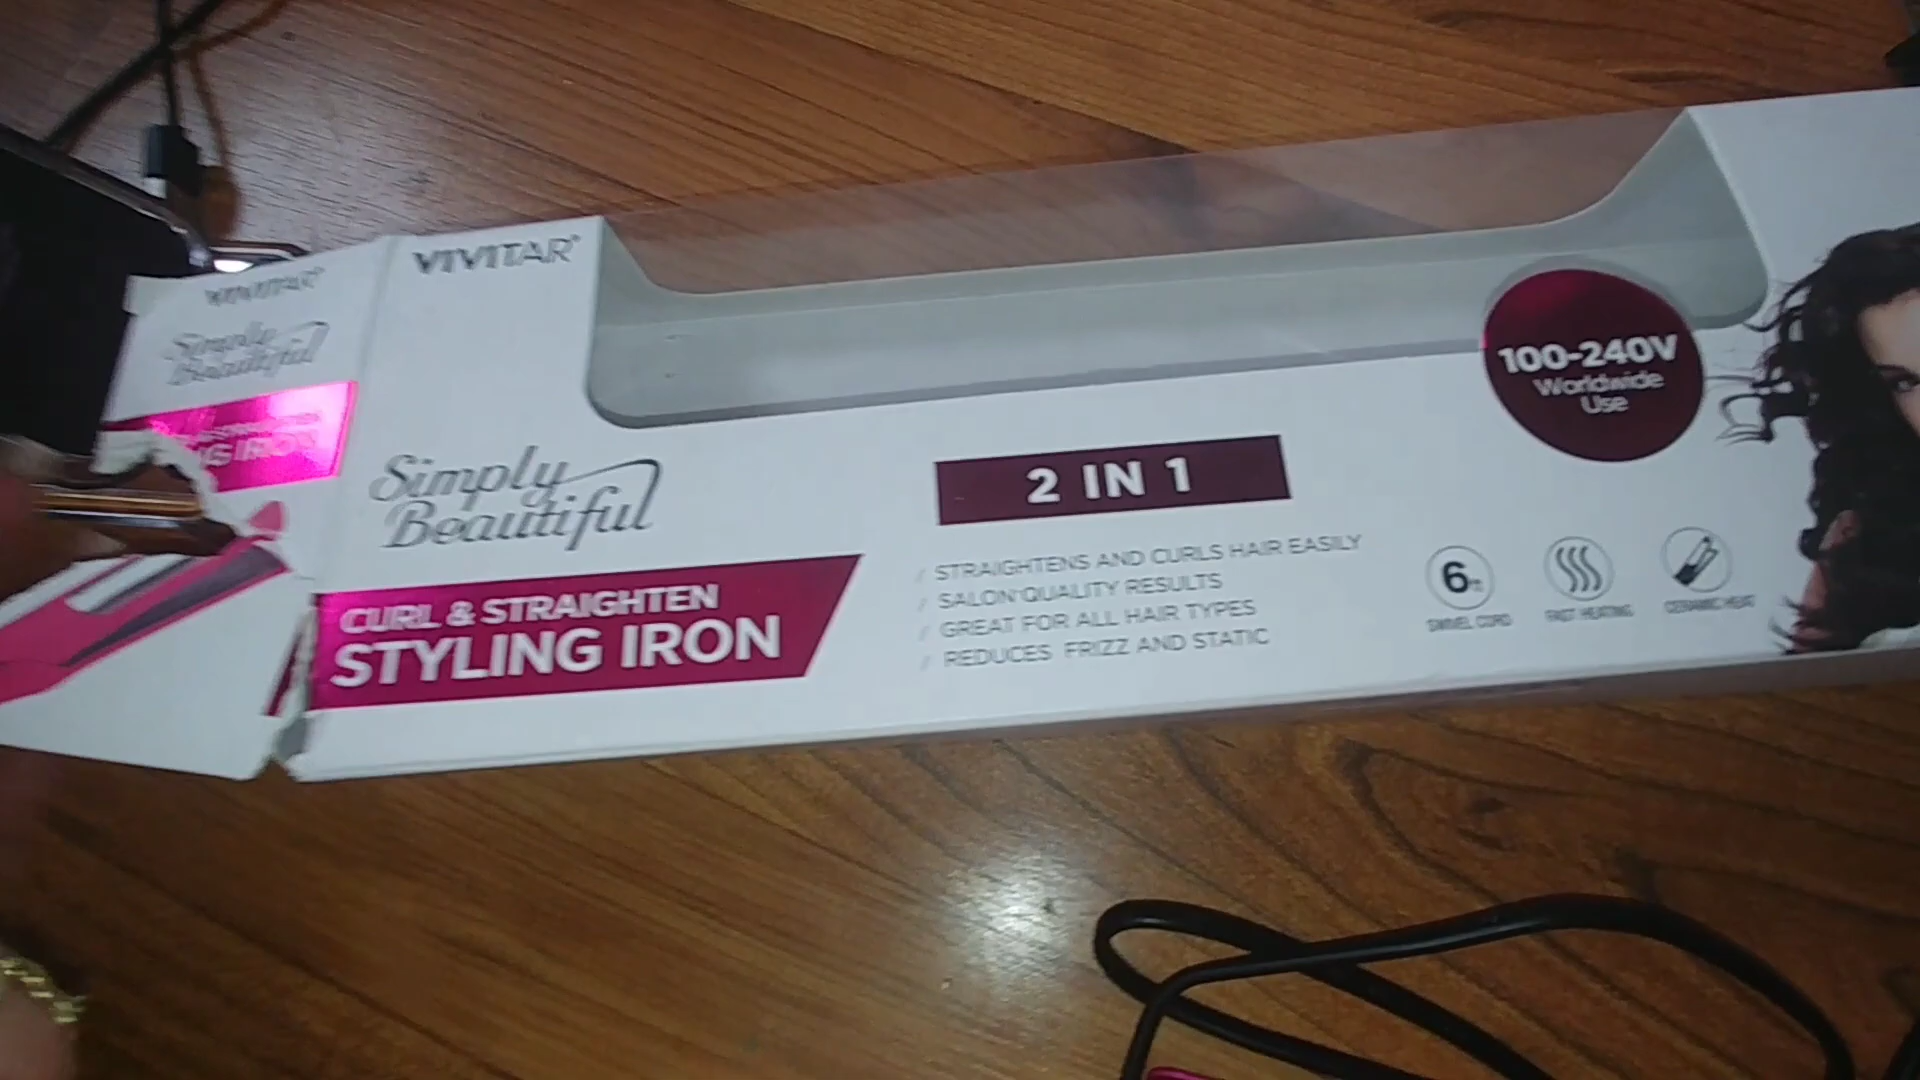 VIVITAR
Simply
Beautiful
NG IRON
VIVITAR
Simply
Beautiful
CURL & STRAIGHTEN
STYLING IRON
2 IN 1
/ STRAIGHTENS AND CURLS HAIR EASILY
/ SALON QUALITY RESULTS
/ GREAT FOR ALL HAIR TYPES
/ REDUCES FRIZZ AND STATIC
100-240V
Worldwide
Use
6ft
SWIVEL CORD
FAST HEATING
CERAMIC HEAT